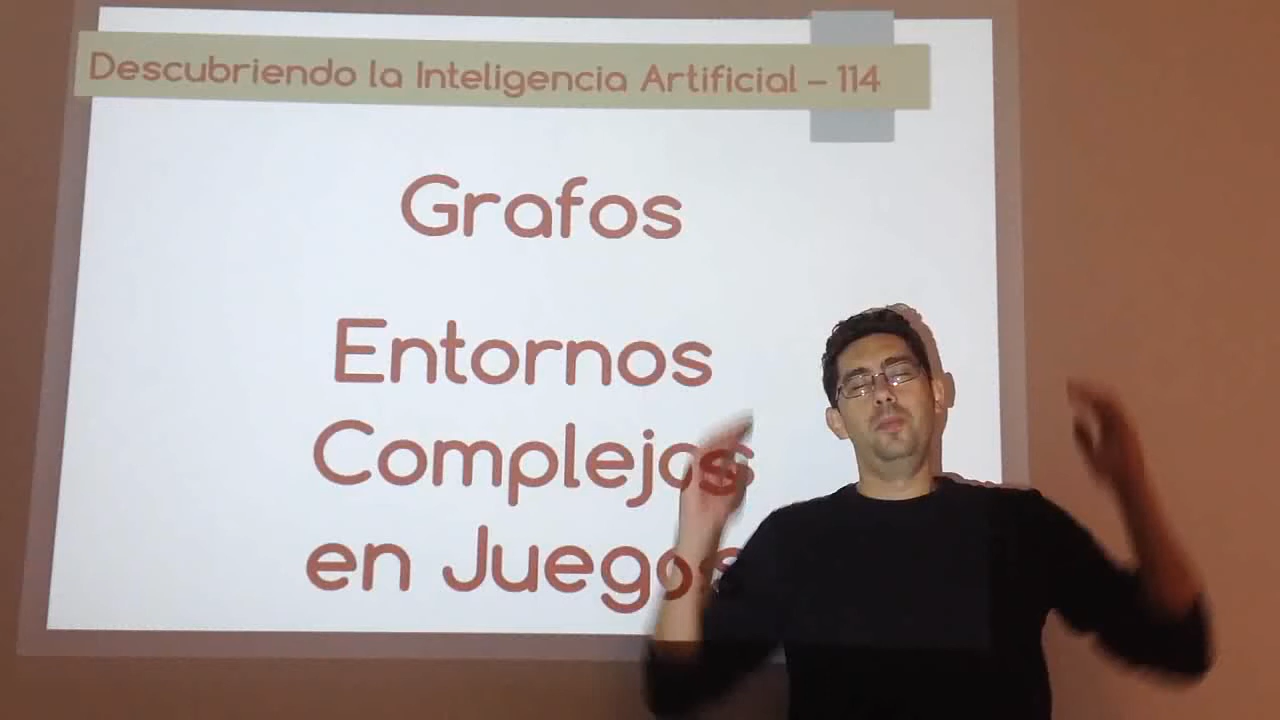 Descubriendo la Inteligencia Artificial – 114
Grafos
Entornos
Complejos
en Juegos